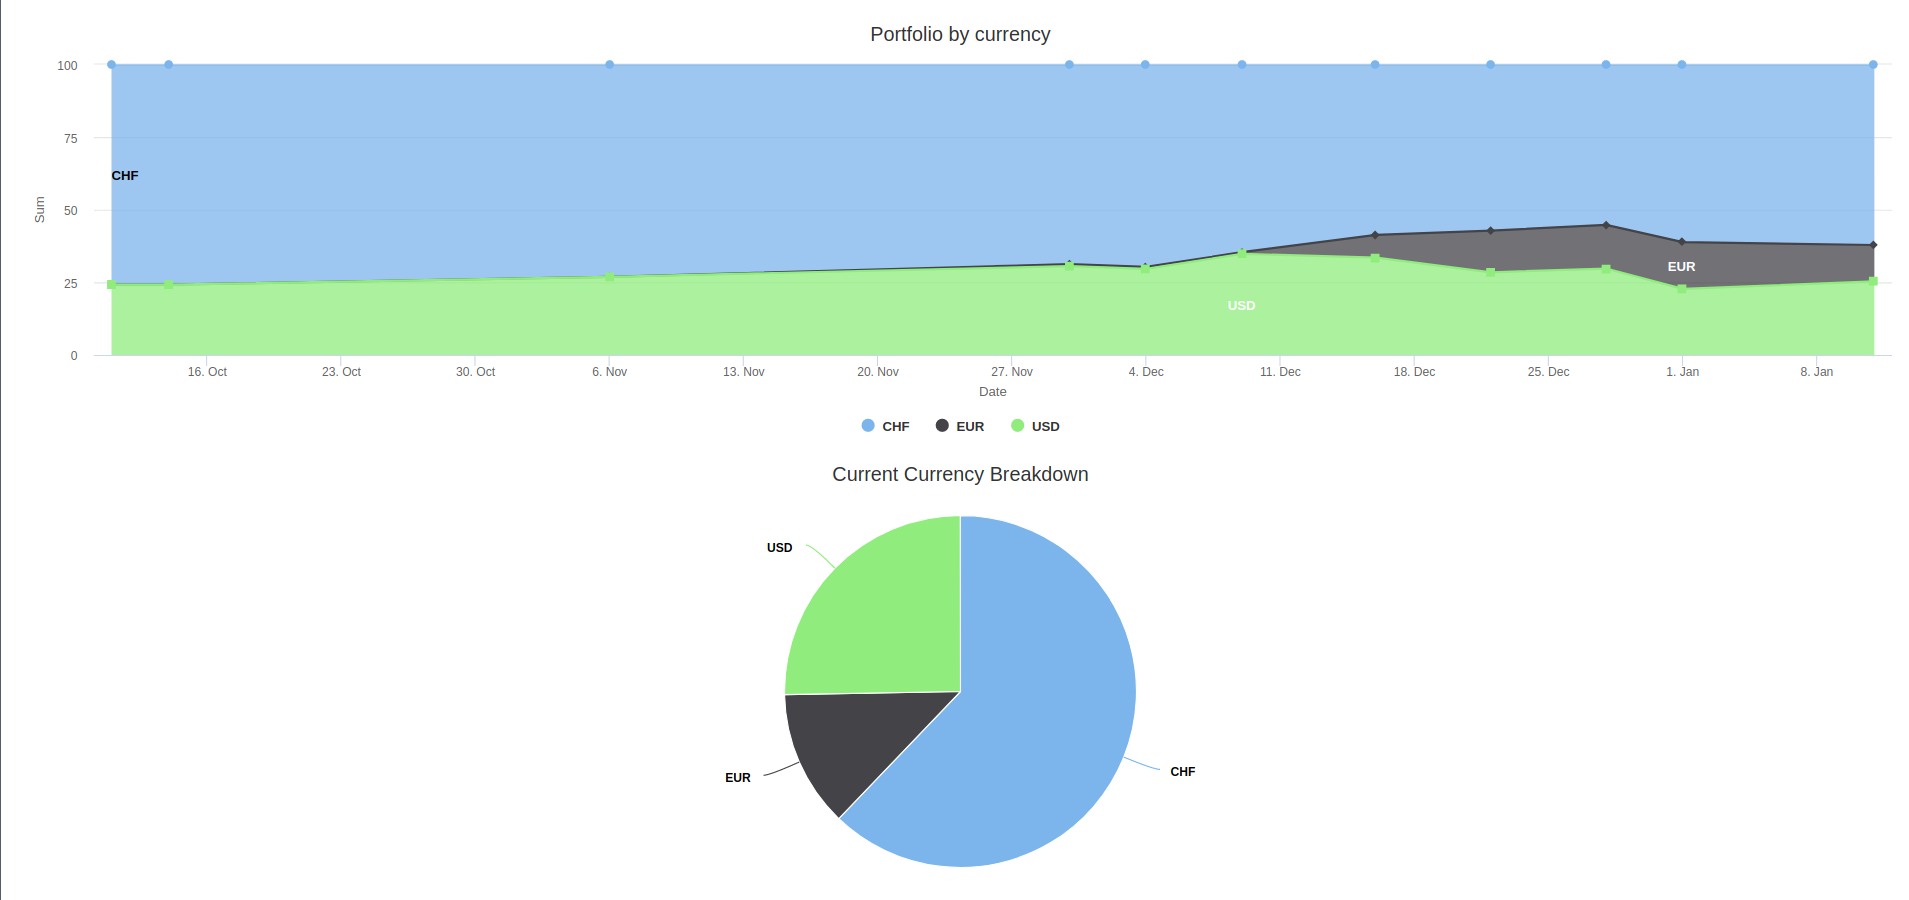 Portfolio by currency
100
75
50
25
0
Sum
CHF
EUR
USD
16. Oct 23. Oct 30. Oct 6. Nov 13. Nov 20. Nov 27. Nov 4. Dec 11. Dec 18. Dec 25. Dec 1. Jan 8. Jan
Date
CHF EUR USD
Current Currency Breakdown
USD
CHF
EUR